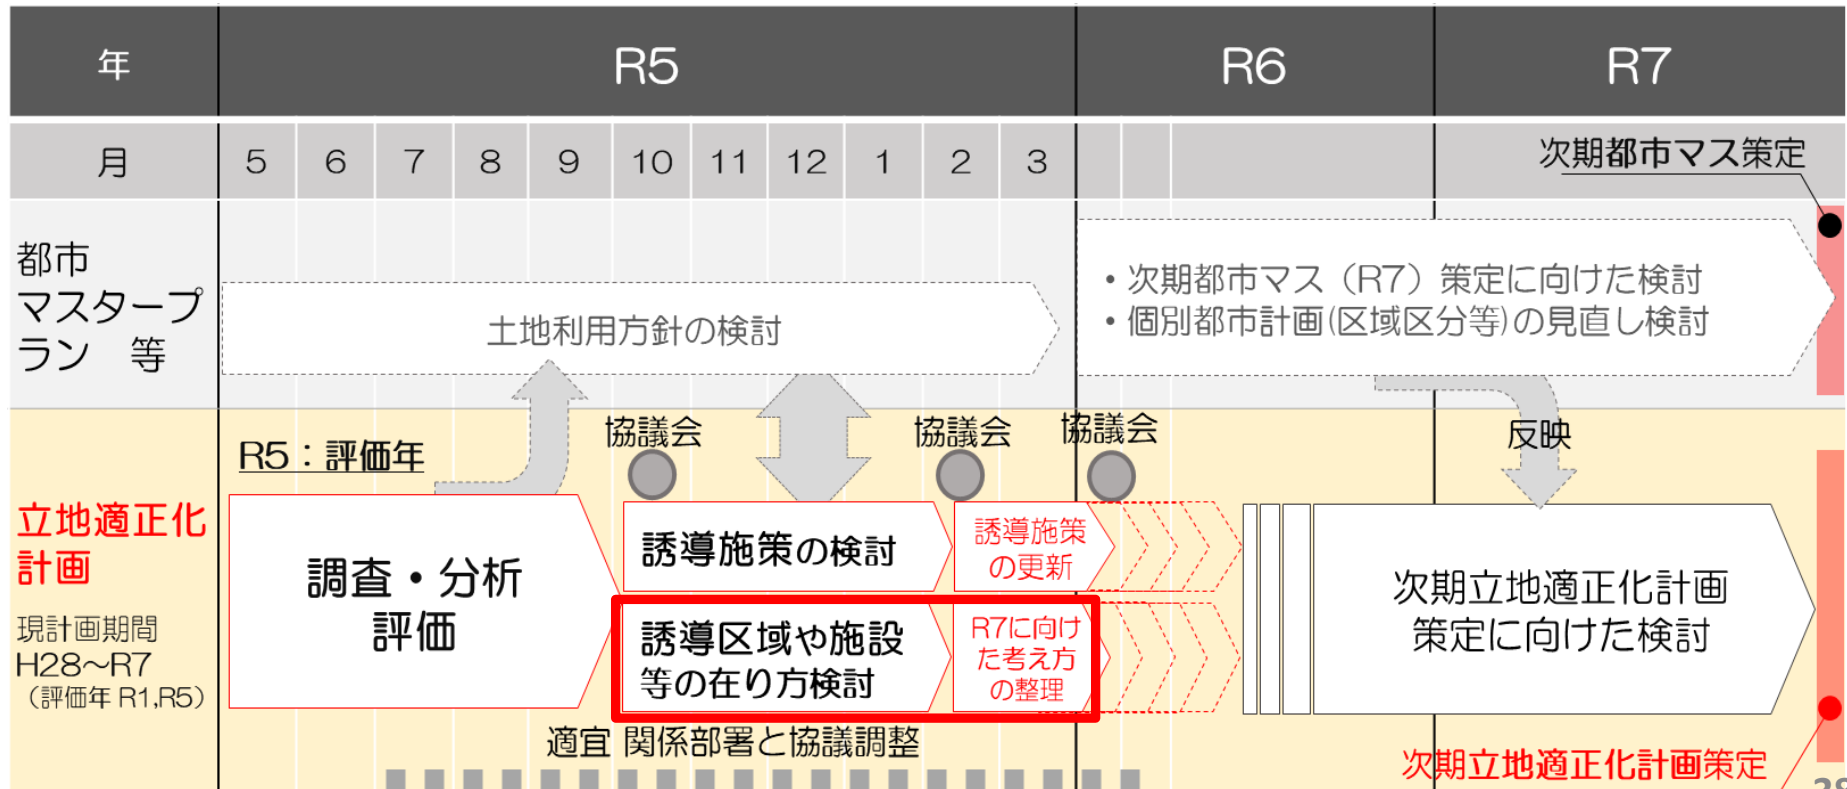 年
R5
R6
R7
月
5
6
7
8
9
10
11
12
1
2
3
次期都市マス策定
都市
マスタープ
ラン 等
土地利用方針の検討
・次期都市マス（R7）策定に向けた検討
・個別都市計画(区域区分等)の見直し検討
R5：評価年
協議会
協議会
協議会
反映
立地適正化
計画
現計画期間
H28～R7
（評価年 R1,R5）
調査・分析
評価
誘導施策の検討
誘導施策
の更新
誘導区域や施設
等の在り方検討
R7に向け
た考え方
の整理
次期立地適正化計画
策定に向けた検討
適宜 関係部署と協議調整
次期立地適正化計画策定